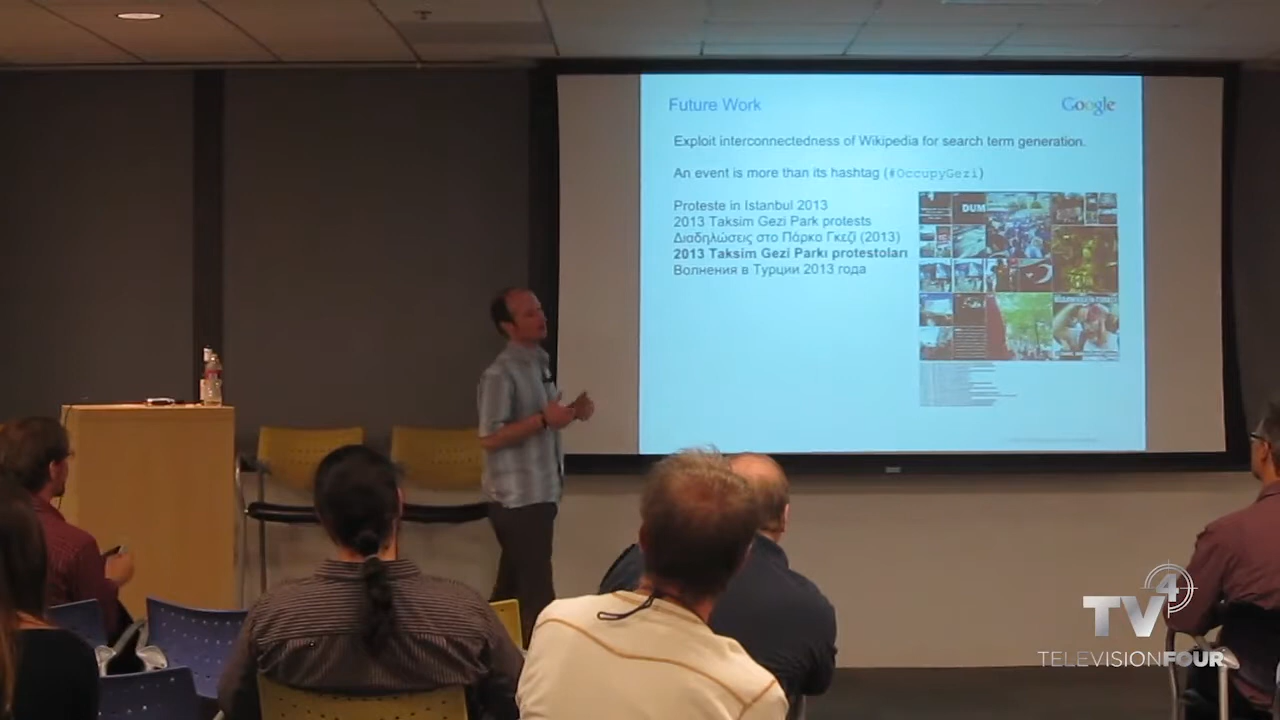 Future Work
Google
Exploit interconnectedness of Wikipedia for search term generation.
An event is more than its hashtag (#OccupyGezi)
Proteste in Istanbul 2013
2013 Taksim Gezi Park protests
Διαδηλώσεις στο Πάρκο Γκεζί (2013)
2013 Taksim Gezi Parkı protestoları
Волнения в Турции 2013 года
DUM
TV4
TELEVISIONFOUR